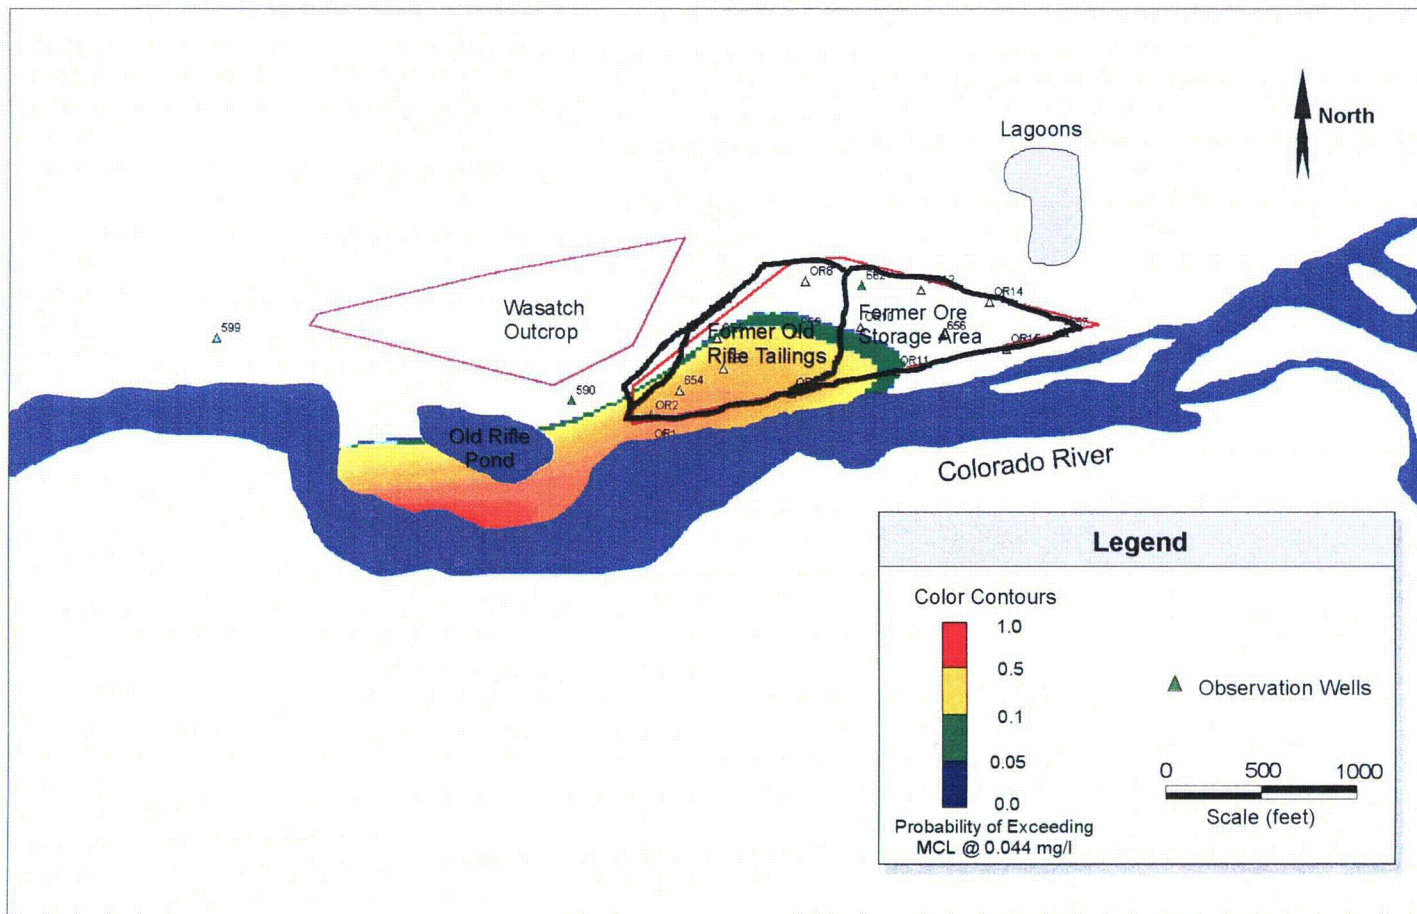 Lagoons
North
OR8
662
OR14
Wasatch
Outcrop
599
Former Ore
Storage Area
656
Former Old
Rifle Tailings
OR11
654
590
OR2
OR1
Old Rifle
Pond
Colorado River
Legend
Color Contours
1.0
0.5
0.1
0.05
0.0
Probability of Exceeding
MCL @ 0.044 mg/l
Observation Wells
0 500 1000
Scale (feet)